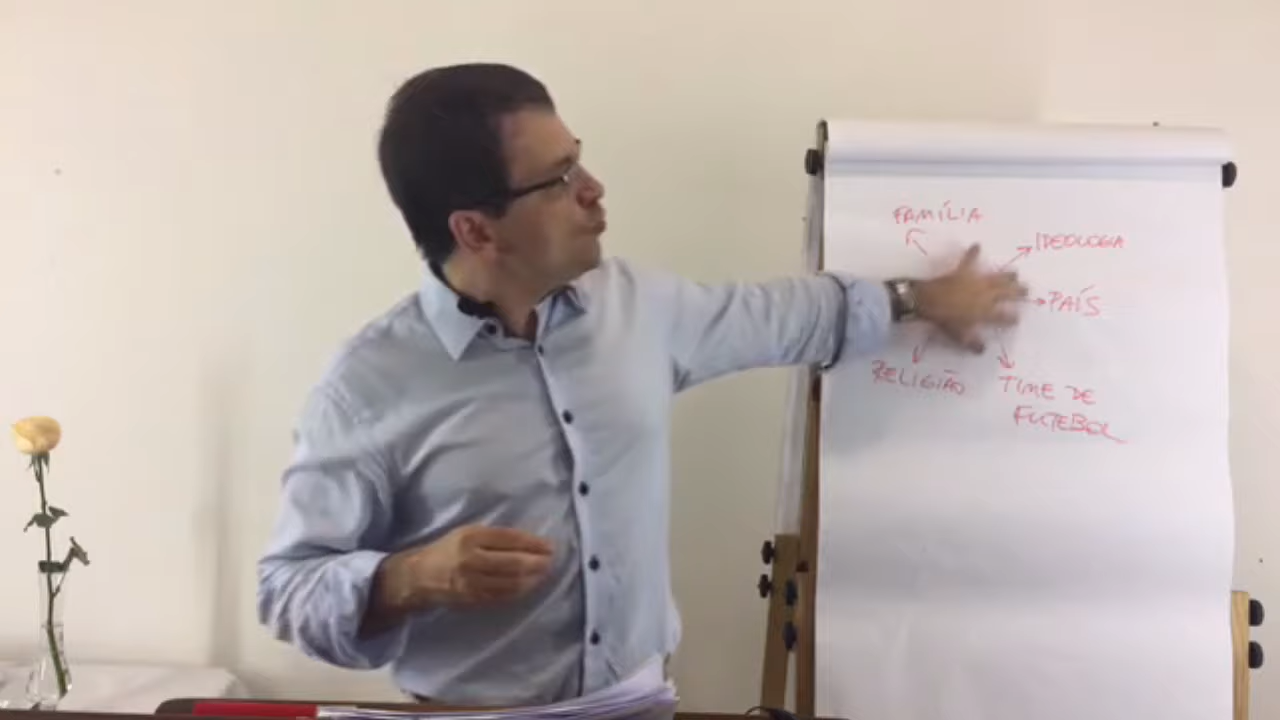 FAMÍLIA
IDEOLOGIA
PAÍS
RELIGIÃO
TIME DE
FUTEBOL